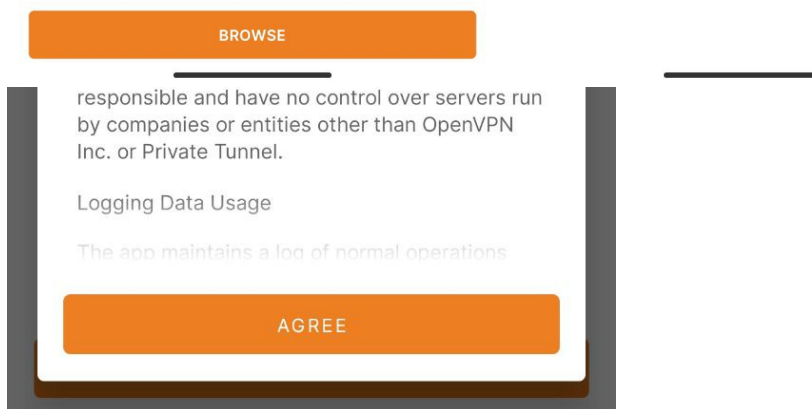 BROWSE
responsible and have no control over servers run
by companies or entities other than OpenVPN
Inc. or Private Tunnel.
Logging Data Usage
The app maintains a log of normal operations
AGREE